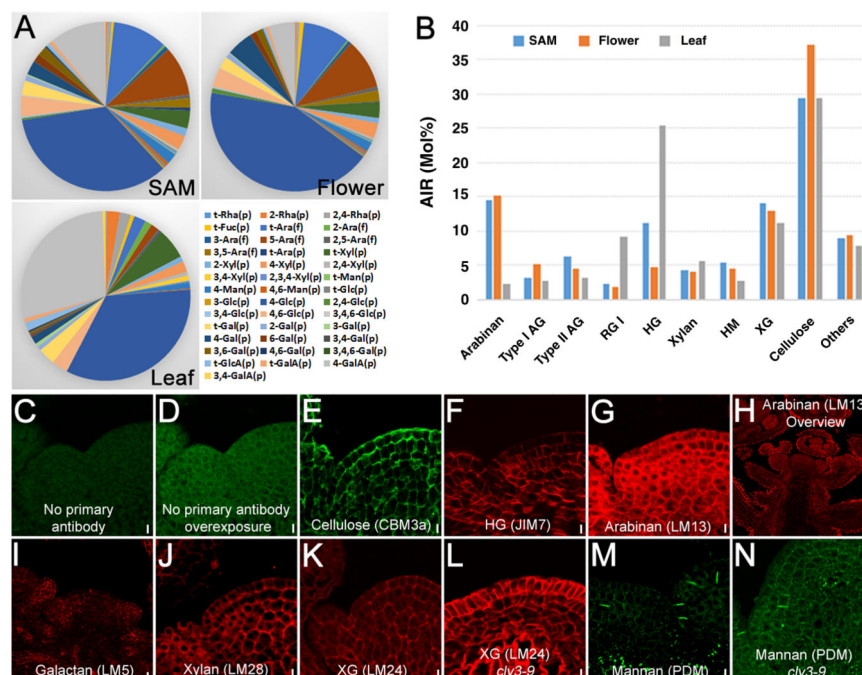 A
SAM
Flower
Leaf
t-Rha(p) 2-Rha(p) 2,4-Rha(p)
t-Fuc(p) t-Ara(f) 2-Ara(f)
3-Ara(f) 5-Ara(f) 2,5-Ara(f)
3,5-Ara(f) t-Ara(p) t-Xyl(p)
2-Xyl(p) 4-Xyl(p) 2,4-Xyl(p)
3,4-Xyl(p) 2,3,4-Xyl(p) t-Man(p)
4-Man(p) 4,6-Man(p) t-Glc(p)
3-Glc(p) 4-Glc(p) 2,4-Glc(p)
3,4-Glc(p) 4,6-Glc(p) 3,4,6-Glc(p)
t-Gal(p) 2-Gal(p) 3-Gal(p)
4-Gal(p) 6-Gal(p) 3,4-Gal(p)
3,6-Gal(p) 4,6-Gal(p) 3,4,6-Gal(p)
t-GlcA(p) t-GalA(p) 4-GalA(p)
3,4-GalA(p)
B
SAM Flower Leaf
AIR (Mol%)
40
35
30
25
20
15
10
5
0
Arabinan Type I AG Type II AG RG I HG Xylan HM XG Cellulose Others
C
No primary
antibody
D
No primary antibody
overexposure
E
Cellulose (CBM3a)
F
HG (JIM7)
G
Arabinan (LM13)
H
Arabinan (LM13
Overview
I
Galactan (LM5)
J
Xylan (LM28)
K
XG (LM24)
L
XG (LM24)
clv3-9
M
Mannan (PDM)
N
Mannan (PDM)
clv3-9